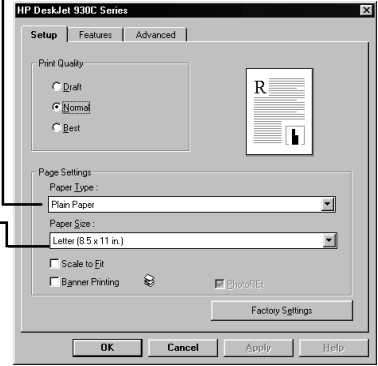 HP DeskJet 930C Series
Setup Features Advanced
Print Quality
Draft
Normal
Best
R
Page Settings
Paper Type :
Plain Paper
Paper Size :
Letter (8.5 x 11 in.)
Scale to Fit
Banner Printing PhotoREt
Factory Settings
OK Cancel Apply Help